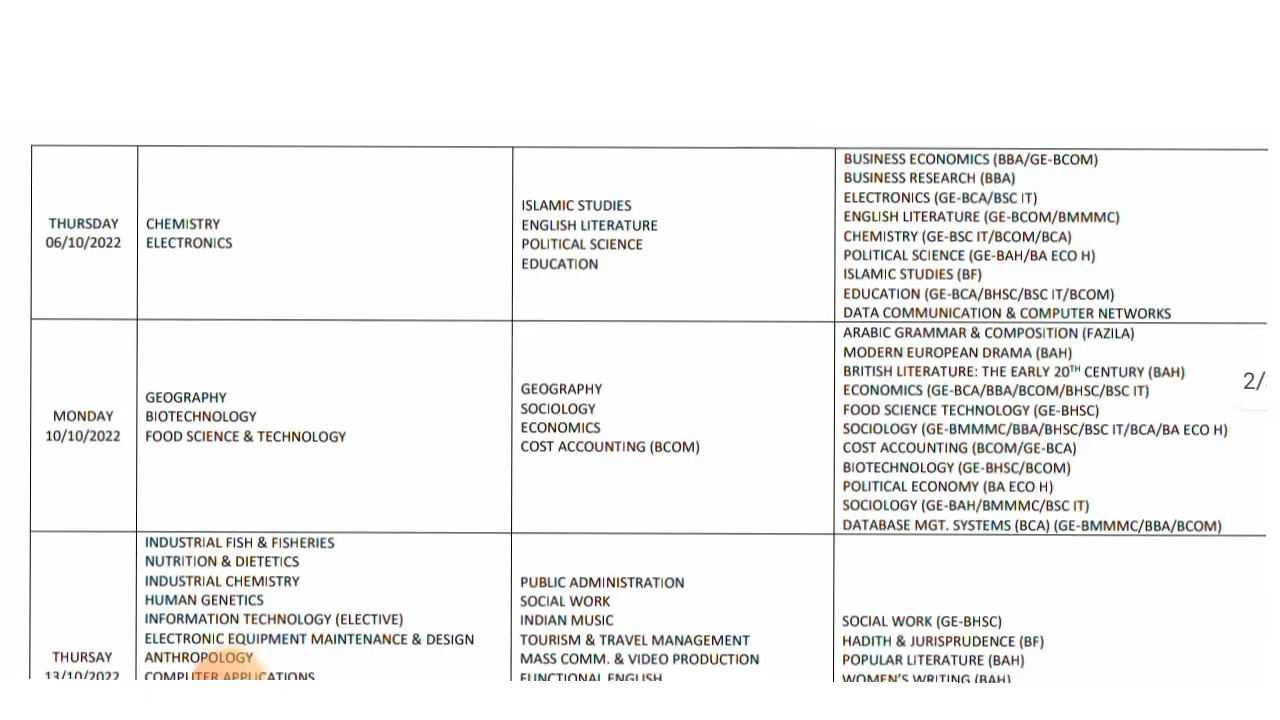 THURSDAY
06/10/2022
CHEMISTRY
ELECTRONICS
ISLAMIC STUDIES
ENGLISH LITERATURE
POLITICAL SCIENCE
EDUCATION
BUSINESS ECONOMICS (BBA/GE-BCOM)
BUSINESS RESEARCH (BBA)
ELECTRONICS (GE-BCA/BSC IT)
ENGLISH LITERATURE (GE-BCOM/BMMMC)
CHEMISTRY (GE-BSC IT/BCOM/BCA)
POLITICAL SCIENCE (GE-BAH/BA ECO H)
ISLAMIC STUDIES (BF)
EDUCATION (GE-BCA/BHSC/BSC IT/BCOM)
DATA COMMUNICATION & COMPUTER NETWORKS
MONDAY
10/10/2022
GEOGRAPHY
BIOTECHNOLOGY
FOOD SCIENCE & TECHNOLOGY
GEOGRAPHY
SOCIOLOGY
ECONOMICS
COST ACCOUNTING (BCOM)
ARABIC GRAMMAR & COMPOSITION (FAZILA)
MODERN EUROPEAN DRAMA (BAH)
BRITISH LITERATURE: THE EARLY 20TH CENTURY (BAH)
ECONOMICS (GE-BCA/BBA/BCOM/BHSC/BSC IT)
FOOD SCIENCE TECHNOLOGY (GE-BHSC)
SOCIOLOGY (GE-BMMMC/BBA/BHSC/BSC IT/BCA/BA ECO H)
COST ACCOUNTING (BCOM/GE-BCA)
BIOTECHNOLOGY (GE-BHSC/BCOM)
POLITICAL ECONOMY (BA ECO H)
SOCIOLOGY (GE-BAH/BMMMC/BSC IT)
DATABASE MGT. SYSTEMS (BCA) (GE-BMMMC/BBA/BCOM)
2/
THURSAY
13/10/2022
INDUSTRIAL FISH & FISHERIES
NUTRITION & DIETETICS
INDUSTRIAL CHEMISTRY
HUMAN GENETICS
INFORMATION TECHNOLOGY (ELECTIVE)
ELECTRONIC EQUIPMENT MAINTENANCE & DESIGN
ANTHROPOLOGY
COMPUTER APPLICATIONS
PUBLIC ADMINISTRATION
SOCIAL WORK
INDIAN MUSIC
TOURISM & TRAVEL MANAGEMENT
MASS COMM. & VIDEO PRODUCTION
FUNCTIONAL ENGLISH
SOCIAL WORK (GE-BHSC)
HADITH & JURISPRUDENCE (BF)
POPULAR LITERATURE (BAH)
WOMEN'S WRITING (BAH)